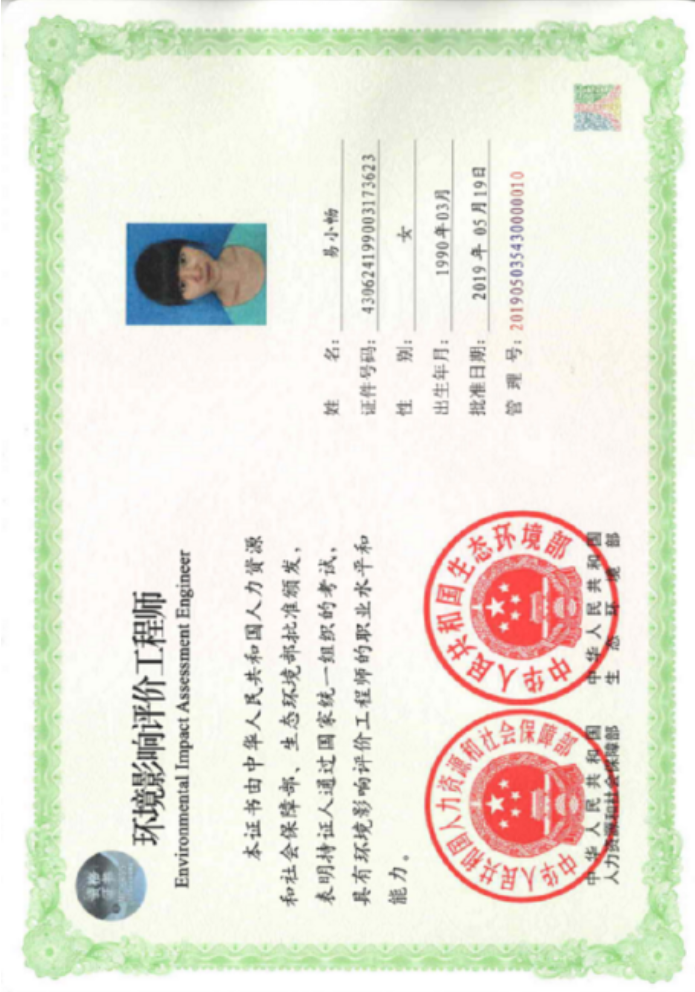 环境影响评价工程师
Environmental Impact Assessment Engineer
本证书由中华人民共和国人力资源
和社会保障部、生态环境部批准颁发，
表明持证人通过国家统一组织的考试，
具有环境影响评价工程师的职业水平和
能力。
中华人民共和国人力资源和社会保障部
中华人民共和国
人力资源和社会保障部
中华人民共和国生态环境部
中华人民共和国
生态环境部
姓名：易小畅
证件号码：430624199003173623
性别：女
出生年月：1990年03月
批准日期：2019年05月19日
管理号：201905035430000010